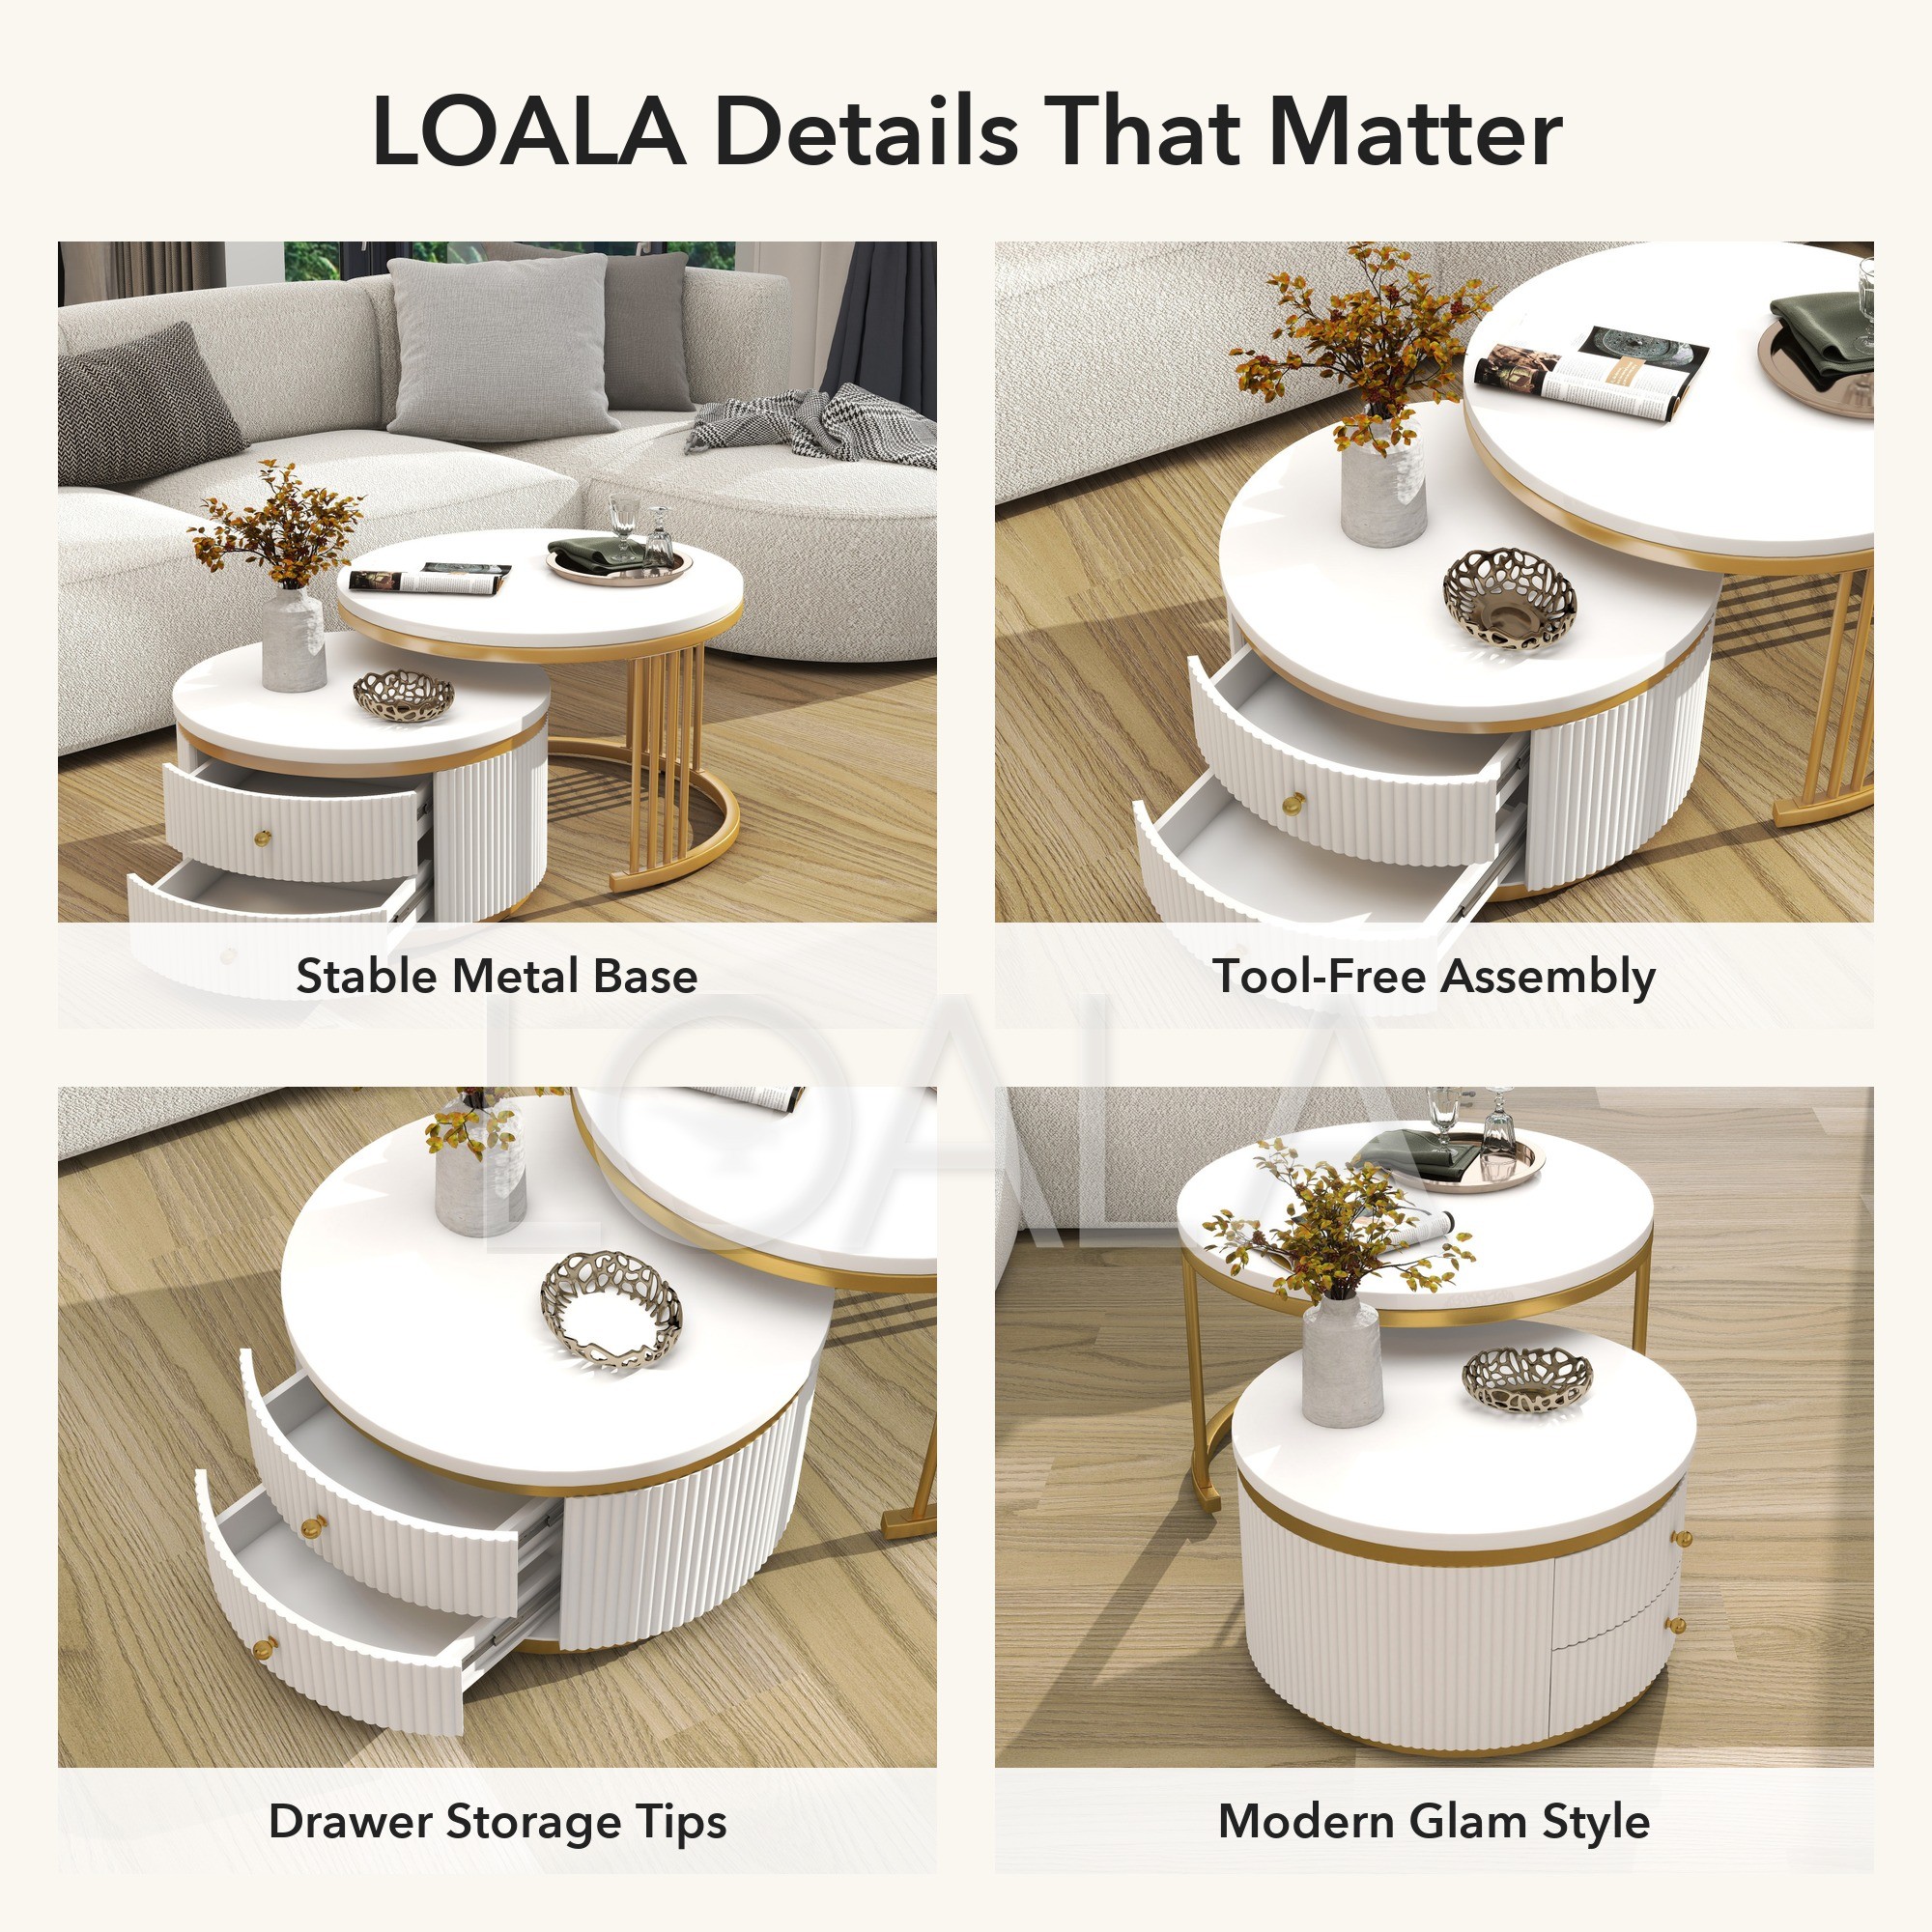 LOALA Details That Matter
Stable Metal Base
Tool-Free Assembly
LOALA
Drawer Storage Tips
Modern Glam Style